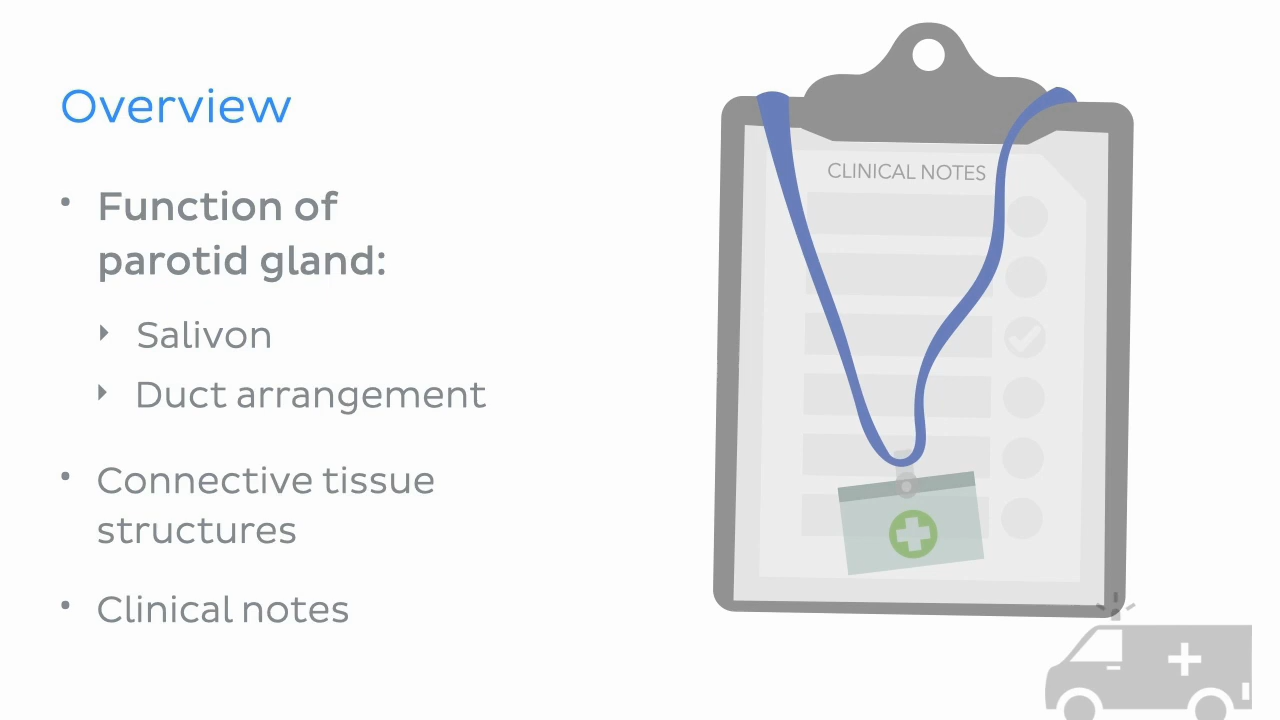 Overview
• Function of
parotid gland:
‣ Salivon
‣ Duct arrangement
• Connective tissue
structures
• Clinical notes
CLINICAL NOTES